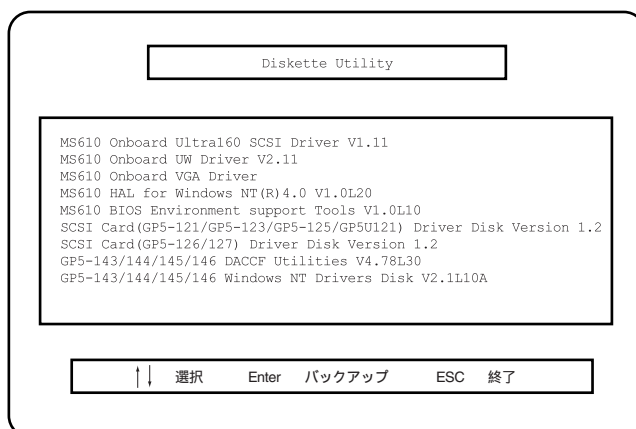 Diskette Utility
MS610 Onboard Ultra160 SCSI Driver V1.11
MS610 Onboard UW Driver V2.11
MS610 Onboard VGA Driver
MS610 HAL for Windows NT(R)4.0 V1.0L20
MS610 BIOS Environment support Tools V1.0L10
SCSI Card(GP5-121/GP5-123/GP5-125/GP5U121) Driver Disk Version 1.2
SCSI Card(GP5-126/127) Driver Disk Version 1.2
GP5-143/144/145/146 DACCF Utilities V4.78L30
GP5-143/144/145/146 Windows NT Drivers Disk V2.1L10A
↑↓ 選択 Enter バックアップ ESC 終了